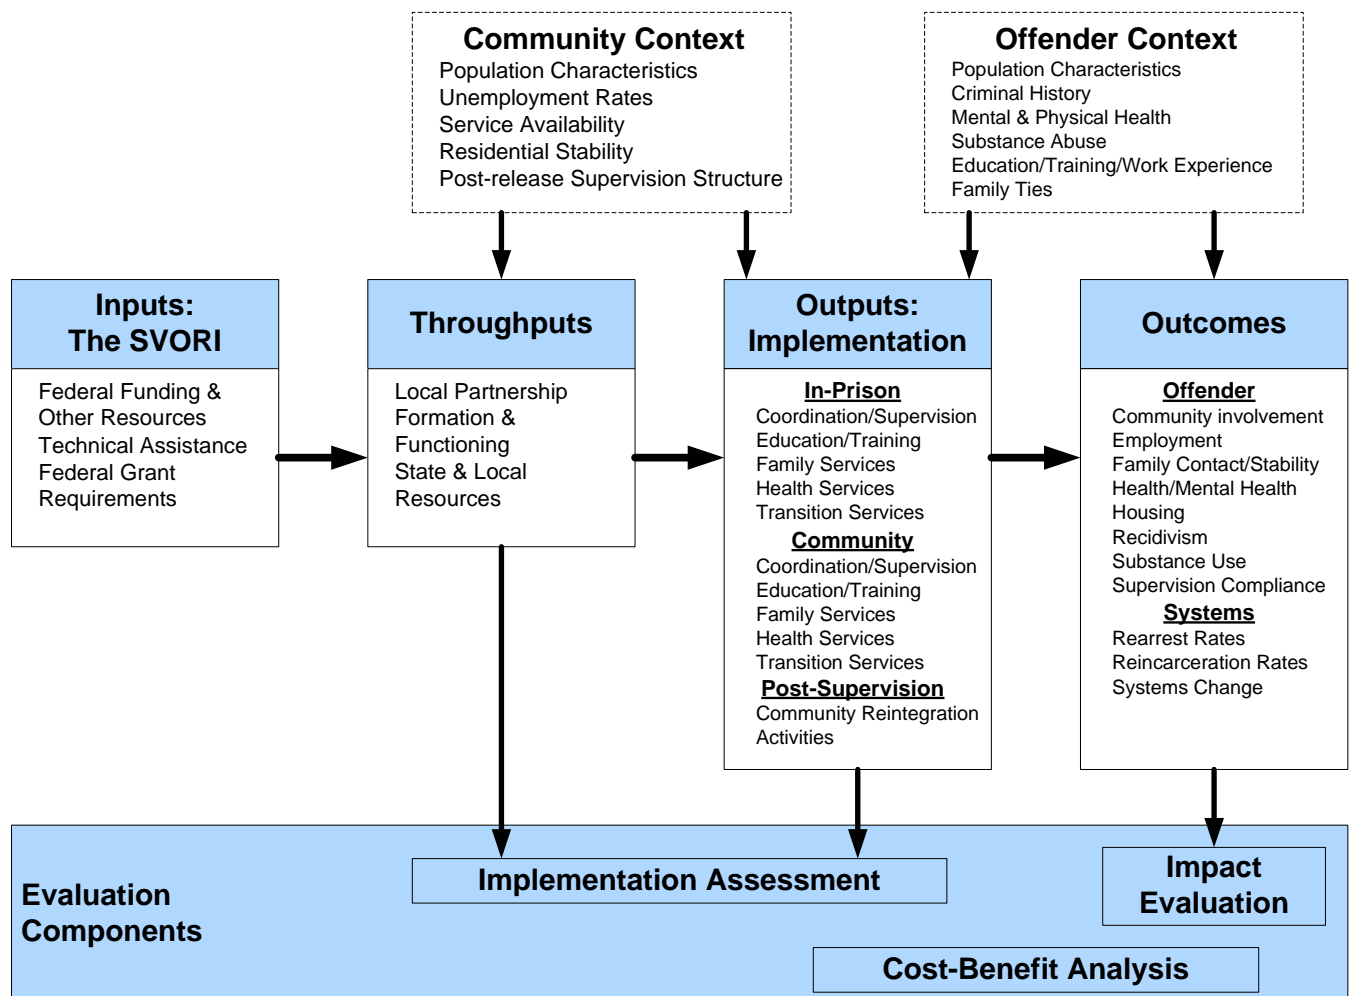 Community Context
Population Characteristics
Unemployment Rates
Service Availability
Residential Stability
Post-release Supervision Structure
Offender Context
Population Characteristics
Criminal History
Mental & Physical Health
Substance Abuse
Education/Training/Work Experience
Family Ties
Inputs:
The SVORI
Federal Funding &
Other Resources
Technical Assistance
Federal Grant
Requirements
Throughputs
Local Partnership
Formation &
Functioning
State & Local
Resources
Outputs:
Implementation
In-Prison
Coordination/Supervision
Education/Training
Family Services
Health Services
Transition Services
Community
Coordination/Supervision
Education/Training
Family Services
Health Services
Transition Services
Post-Supervision
Community Reintegration
Activities
Outcomes
Offender
Community involvement
Employment
Family Contact/Stability
Health/Mental Health
Housing
Recidivism
Substance Use
Supervision Compliance
Systems
Rearrest Rates
Reincarceration Rates
Systems Change
Evaluation
Components
Implementation Assessment
Impact
Evaluation
Cost-Benefit Analysis